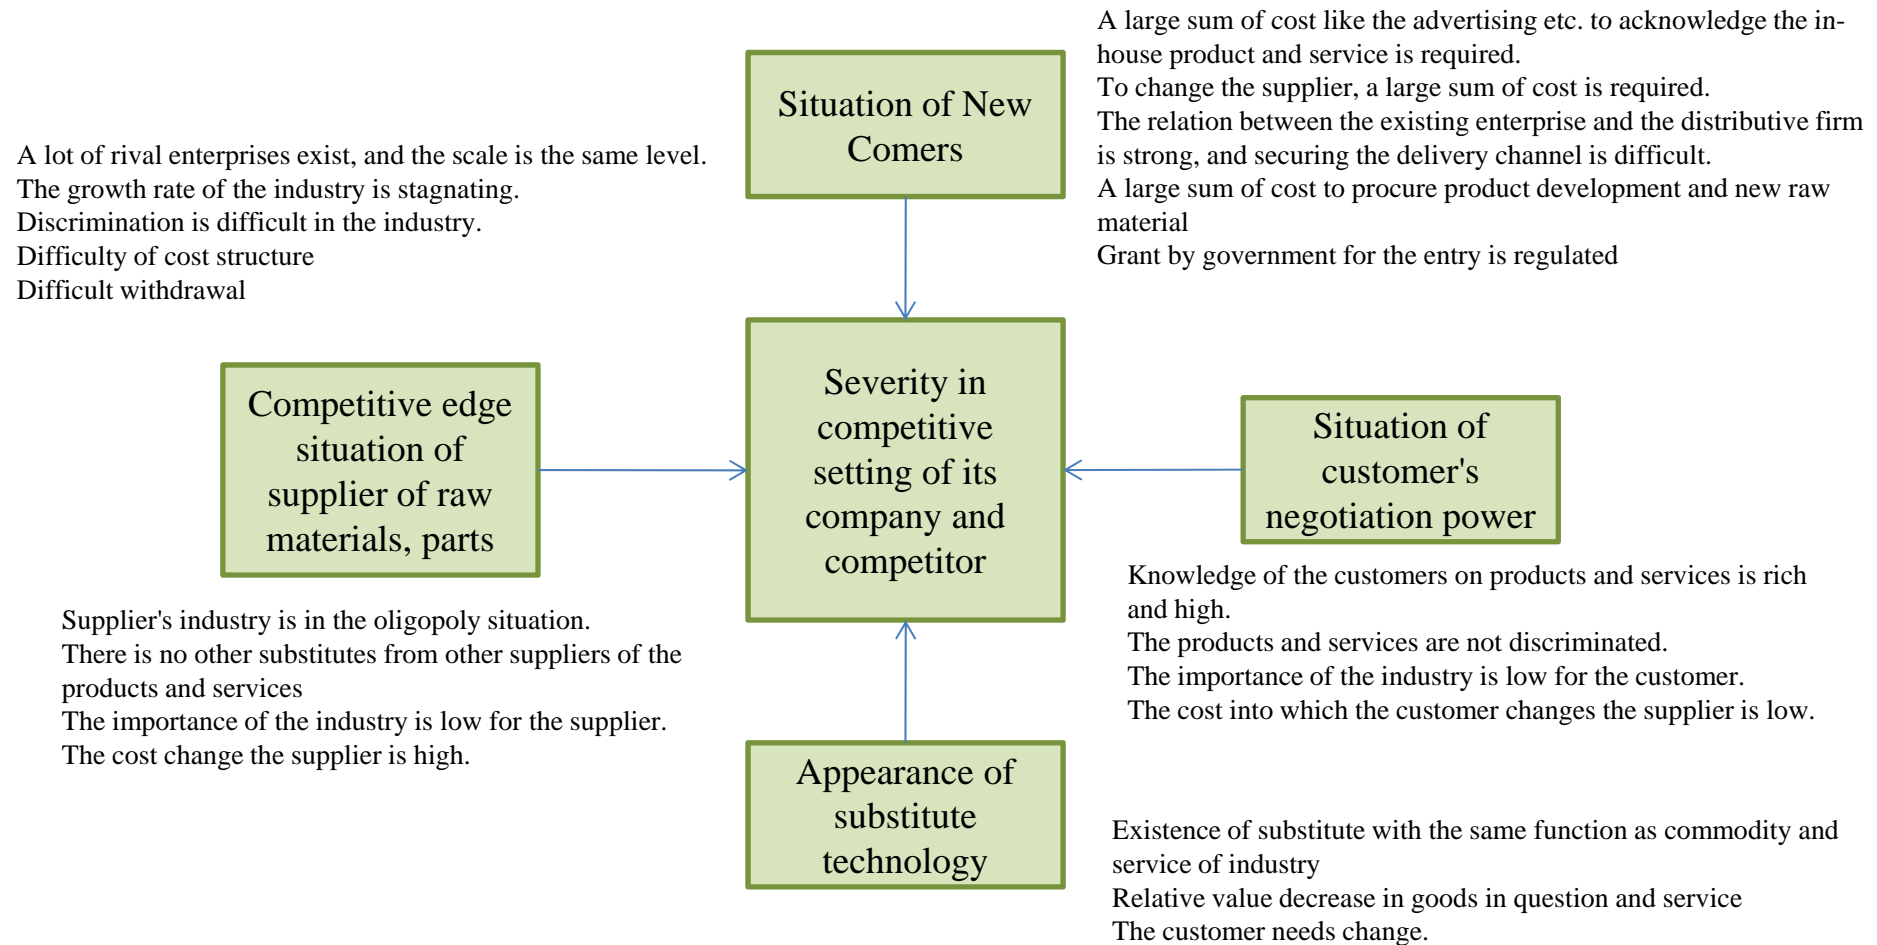 A large sum of cost like the advertising etc. to acknowledge the in-
house product and service is required.
To change the supplier, a large sum of cost is required.
The relation between the existing enterprise and the distributive firm
is strong, and securing the delivery channel is difficult.
A large sum of cost to procure product development and new raw
material
Grant by government for the entry is regulated
Situation of New
Comers
A lot of rival enterprises exist, and the scale is the same level.
The growth rate of the industry is stagnating.
Discrimination is difficult in the industry.
Difficulty of cost structure
Difficult withdrawal
Competitive edge
situation of
supplier of raw
materials, parts
Severity in
competitive
setting of its
company and
competitor
Situation of
customer's
negotiation power
Supplier's industry is in the oligopoly situation.
There is no other substitutes from other suppliers of the
products and services
The importance of the industry is low for the supplier.
The cost change the supplier is high.
Knowledge of the customers on products and services is rich
and high.
The products and services are not discriminated.
The importance of the industry is low for the customer.
The cost into which the customer changes the supplier is low.
Appearance of
substitute
technology
Existence of substitute with the same function as commodity and
service of industry
Relative value decrease in goods in question and service
The customer needs change.